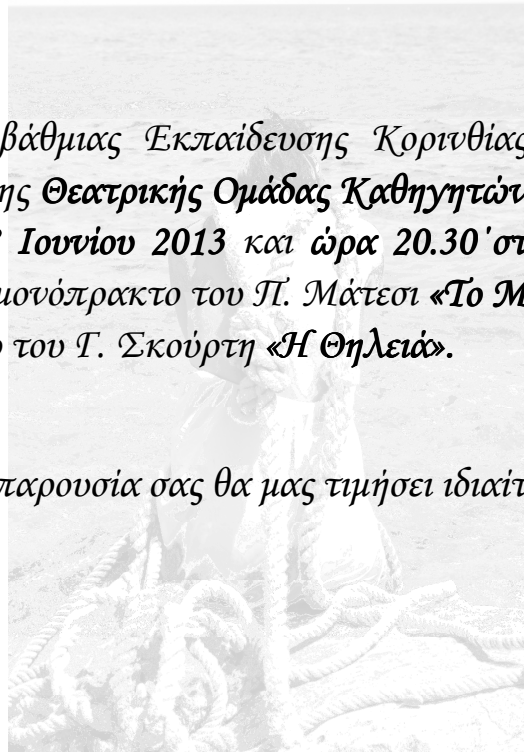 βάθμιας Εκπαίδευσης Κορινθίας
ης Θεατρικής Ομάδας Καθηγητών
Ιουνίου 2013 και ώρα 20.30΄στ
μονόπρακτο του Π. Μάτεσι «Το Μ
του Γ. Σκούρτη «Η Θηλειά».
παρουσία σας θα μας τιμήσει ιδιαίτ